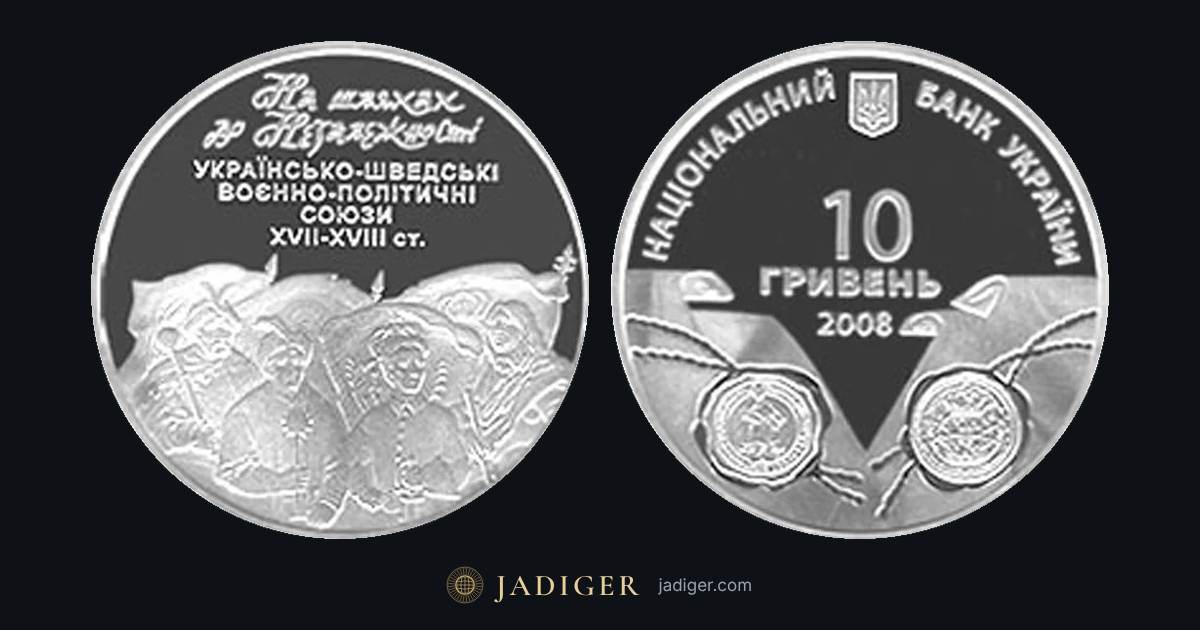 На шляхах
до Незалежності
УКРАЇНСЬКО-ШВЕДСЬКІ
ВОЄННО-ПОЛІТИЧНІ
СОЮЗИ
XVII-XVIII ст.
НАЦІОНАЛЬНИЙ БАНК УКРАЇНИ
10
ГРИВЕНЬ
2008
JADIGER jadiger.com